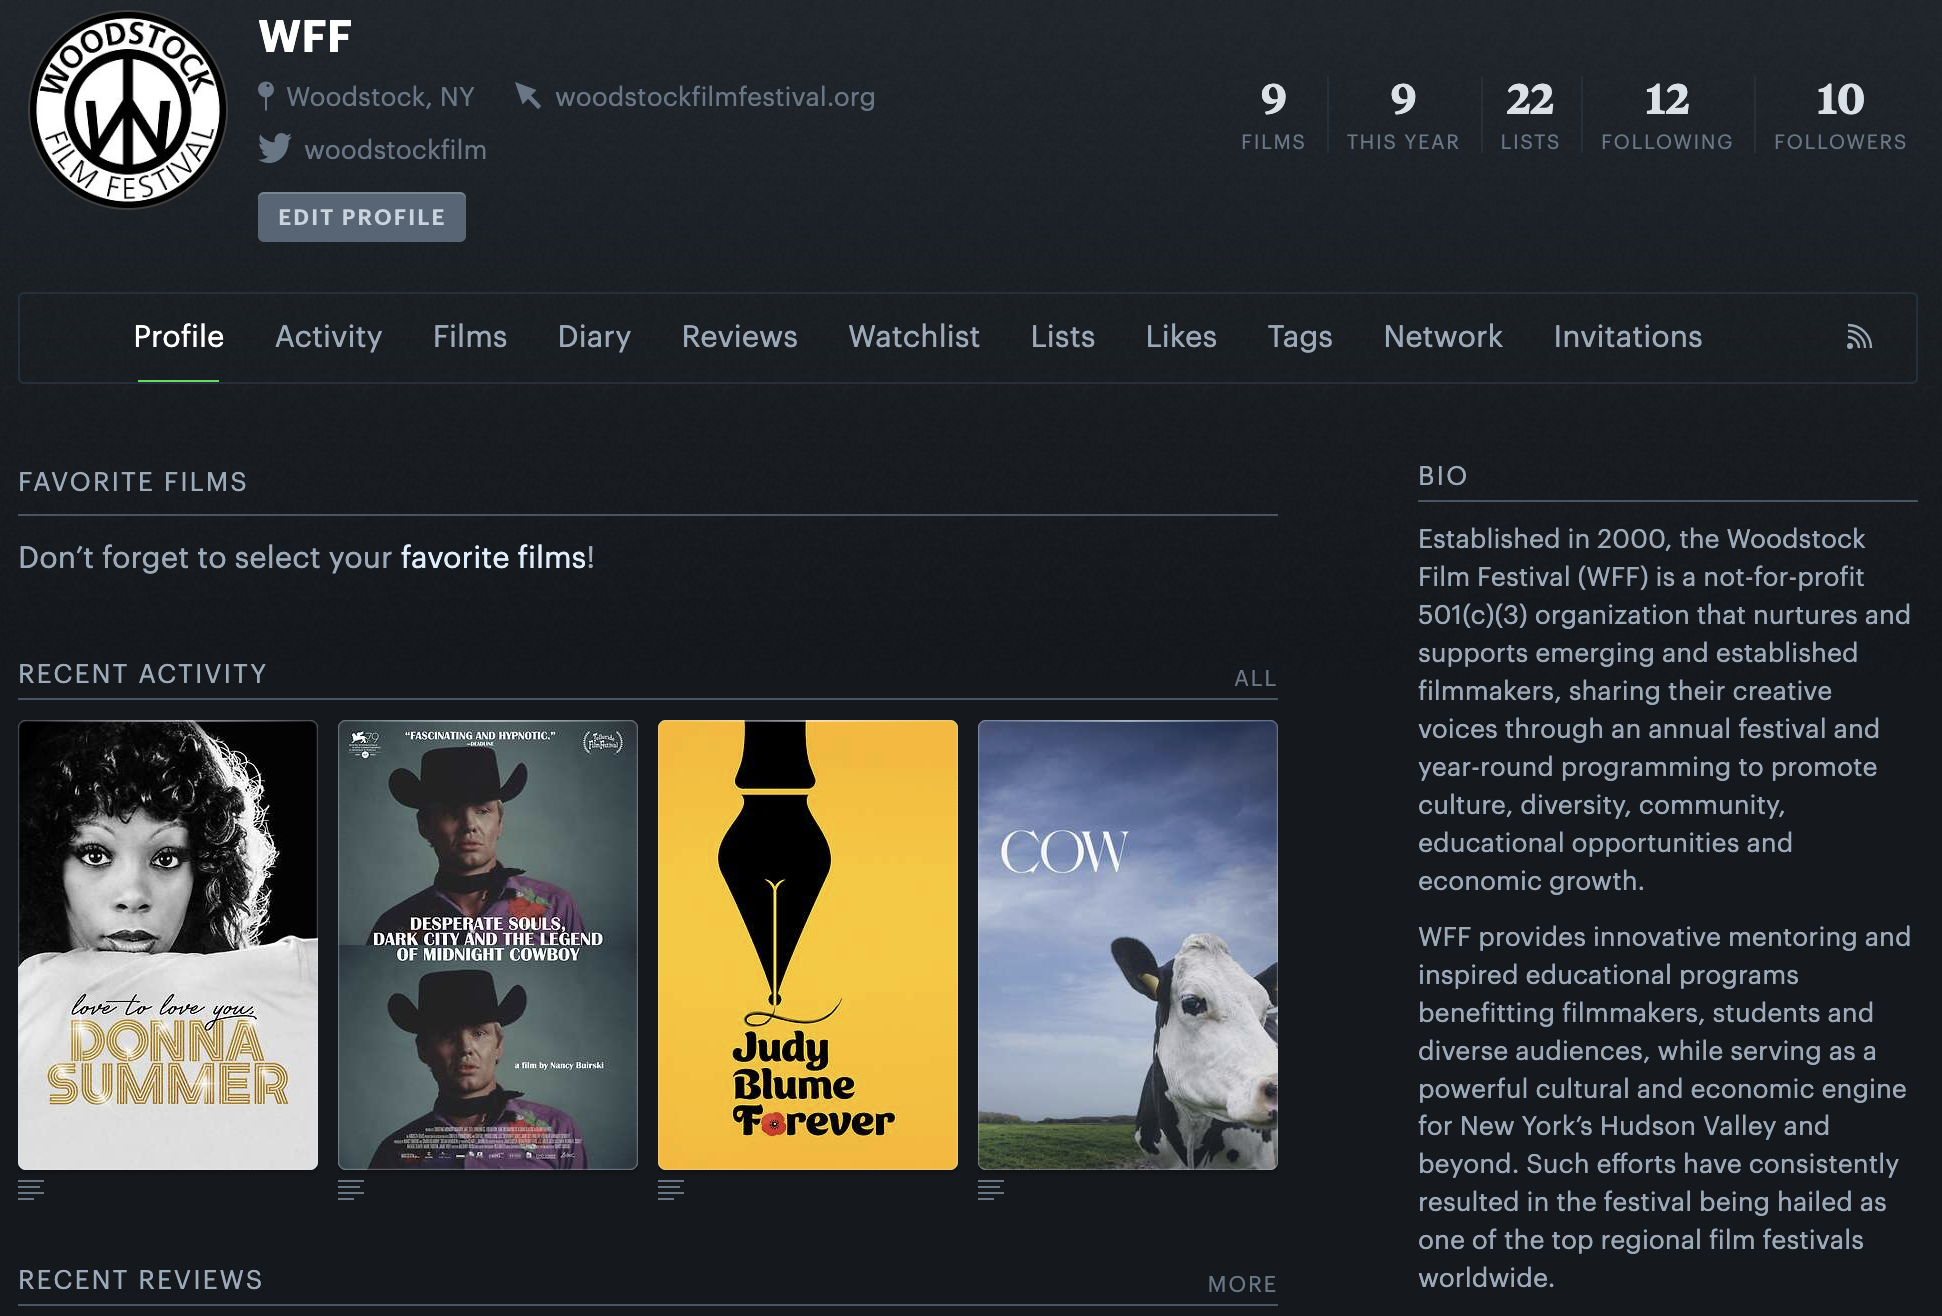 WOODSTOCK
FILM FESTIVAL
WFF
Woodstock, NY
woodstockfilmfestival.org
woodstockfilm
EDIT PROFILE
9
FILMS
9
THIS YEAR
22
LISTS
12
FOLLOWING
10
FOLLOWERS
Profile
Activity
Films
Diary
Reviews
Watchlist
Lists
Likes
Tags
Network
Invitations
FAVORITE FILMS
Don’t forget to select your favorite films!
RECENT ACTIVITY
ALL
love to love you,
DONNA
SUMMER
79
“FASCINATING AND HYPNOTIC.”
—DEADLINE
Telluride
Film Festival
DESPERATE SOULS,
DARK CITY AND THE LEGEND
OF MIDNIGHT COWBOY
a film by Nancy Buirski
Judy
Blume
Forever
COW
RECENT REVIEWS
MORE
BIO
Established in 2000, the Woodstock
Film Festival (WFF) is a not-for-profit
501(c)(3) organization that nurtures and
supports emerging and established
filmmakers, sharing their creative
voices through an annual festival and
year-round programming to promote
culture, diversity, community,
educational opportunities and
economic growth.
WFF provides innovative mentoring and
inspired educational programs
benefitting filmmakers, students and
diverse audiences, while serving as a
powerful cultural and economic engine
for New York’s Hudson Valley and
beyond. Such efforts have consistently
resulted in the festival being hailed as
one of the top regional film festivals
worldwide.